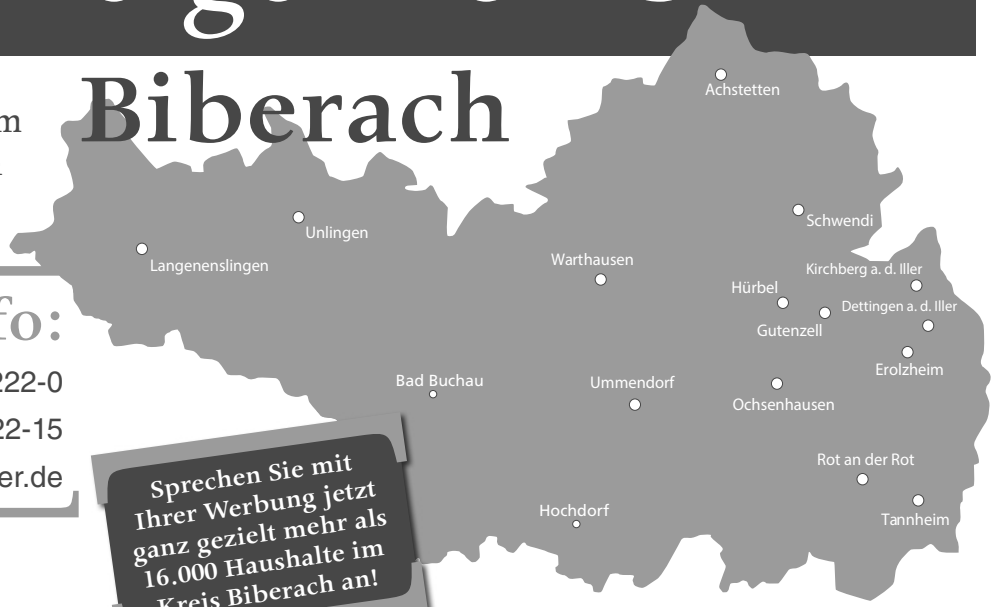 Biberach
Achstetten
Schwendi
Unlingen
Langenenslingen
Warthausen
Kirchberg a. d. Iller
Hürbel
Dettingen a. d. Iller
Gutenzell
Erolzheim
Bad Buchau
Ummendorf
Ochsenhausen
Rot an der Rot
Tannheim
Hochdorf
fo:
222-0
22-15
er.de
Sprechen Sie mit
Ihrer Werbung jetzt
ganz gezielt mehr als
16.000 Haushalte im
Kreis Biberach an!